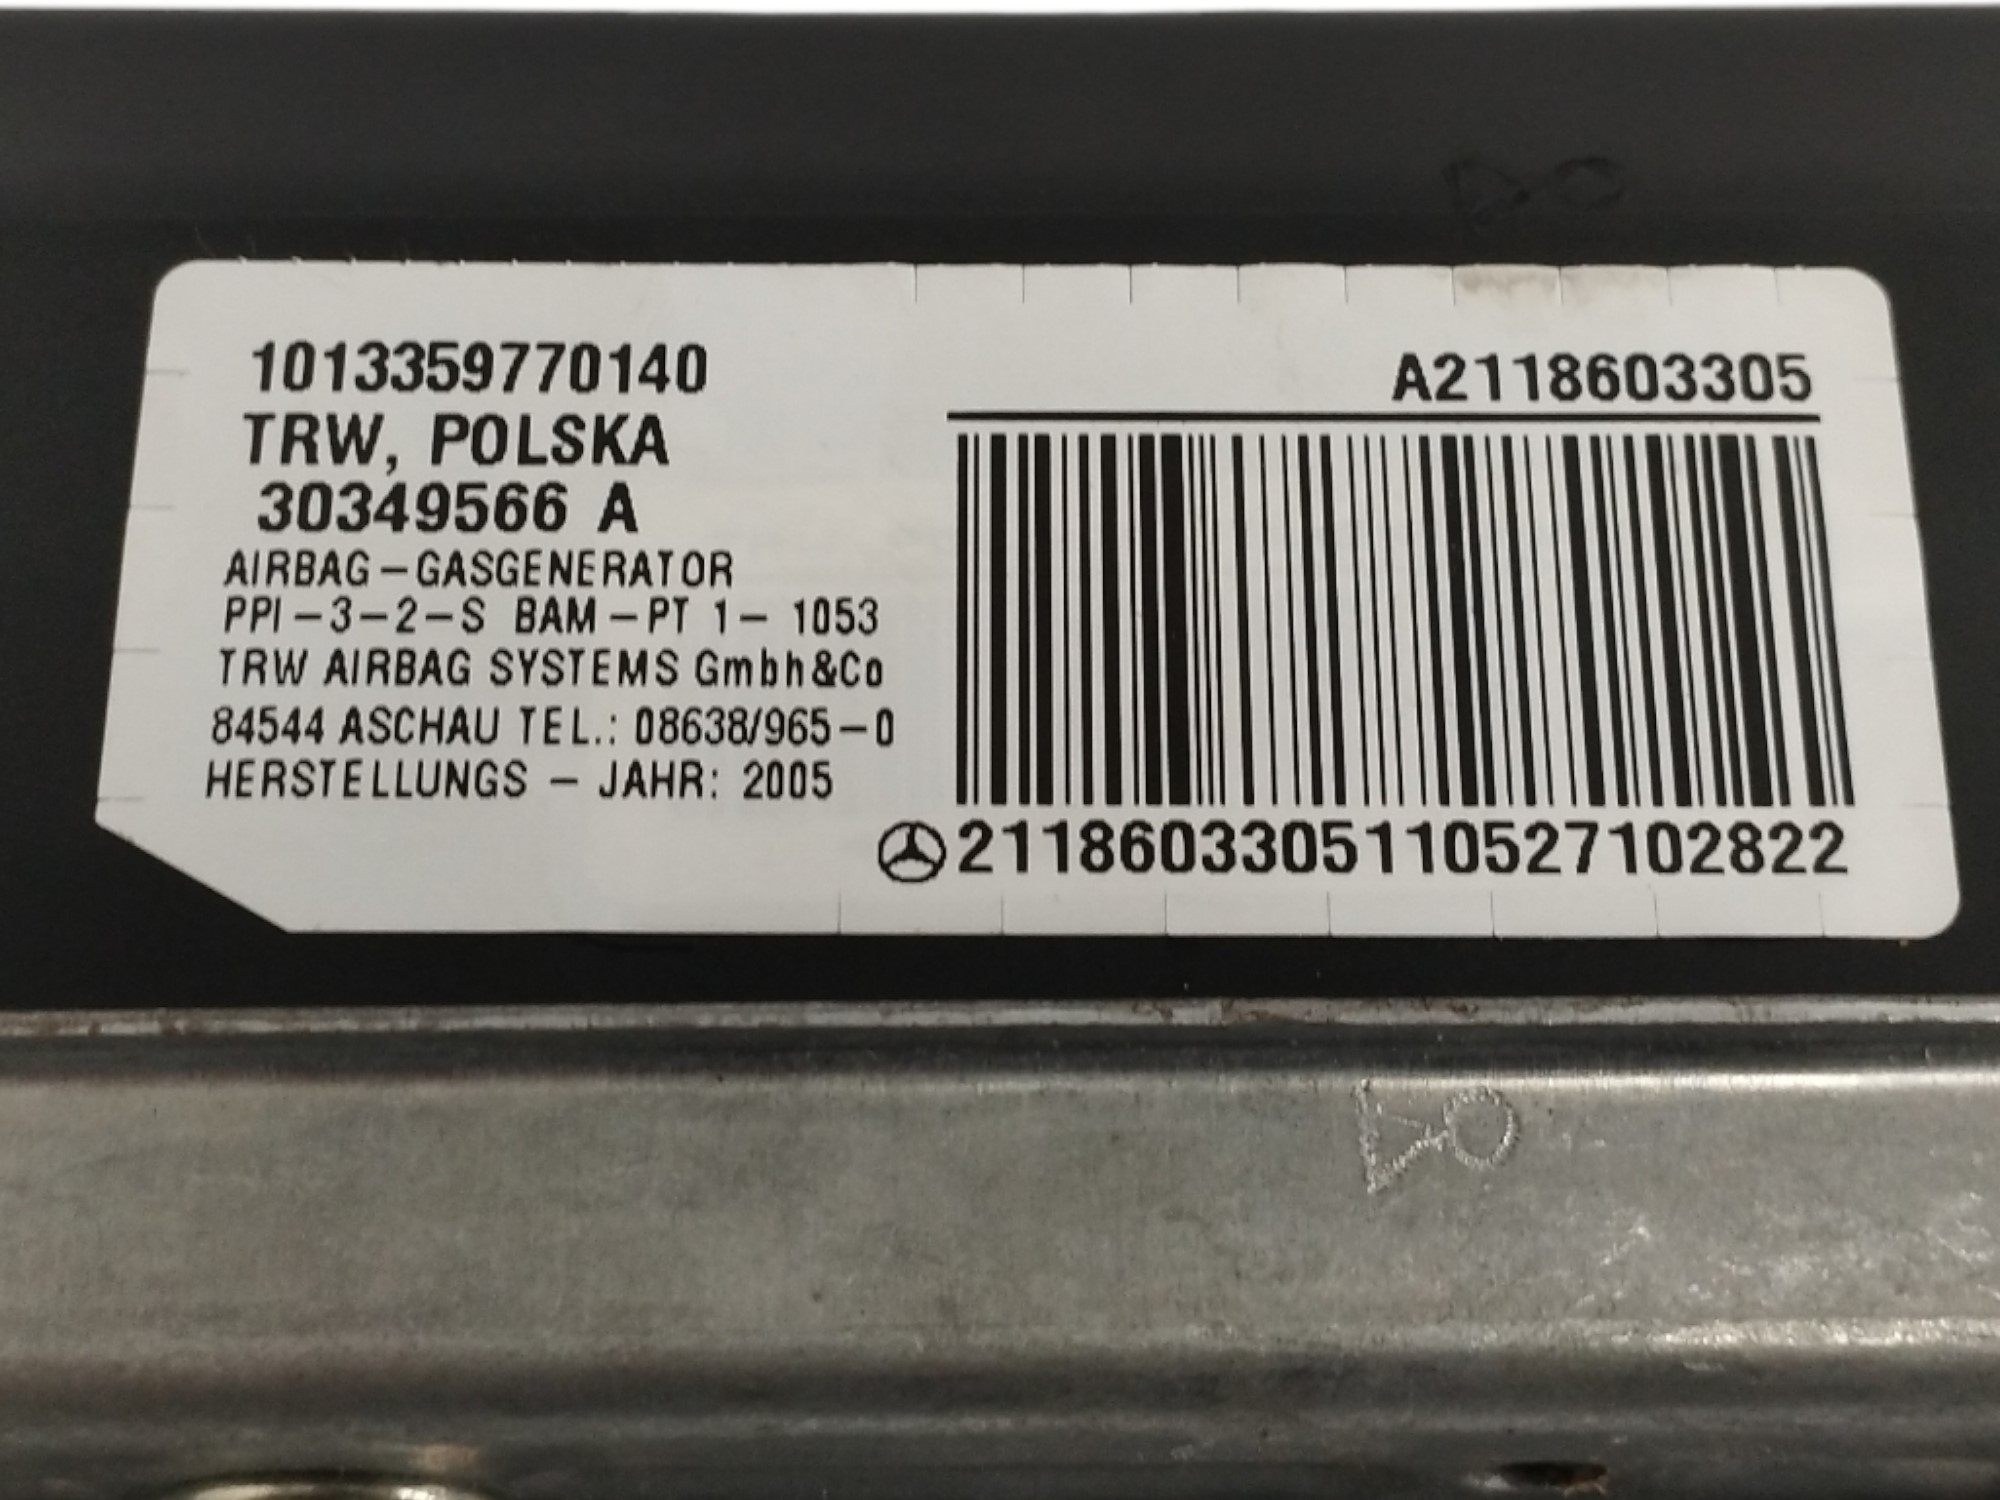 1013359770140
TRW, POLSKA
30349566 A
AIRBAG-GASGENERATOR
PPI-3-2-S BAM-PT 1- 1053
TRW AIRBAG SYSTEMS Gmbh&Co
84544 ASCHAU TEL.: 08638/965-0
HERSTELLUNGS - JAHR: 2005
A2118603305
2118603305110527102822